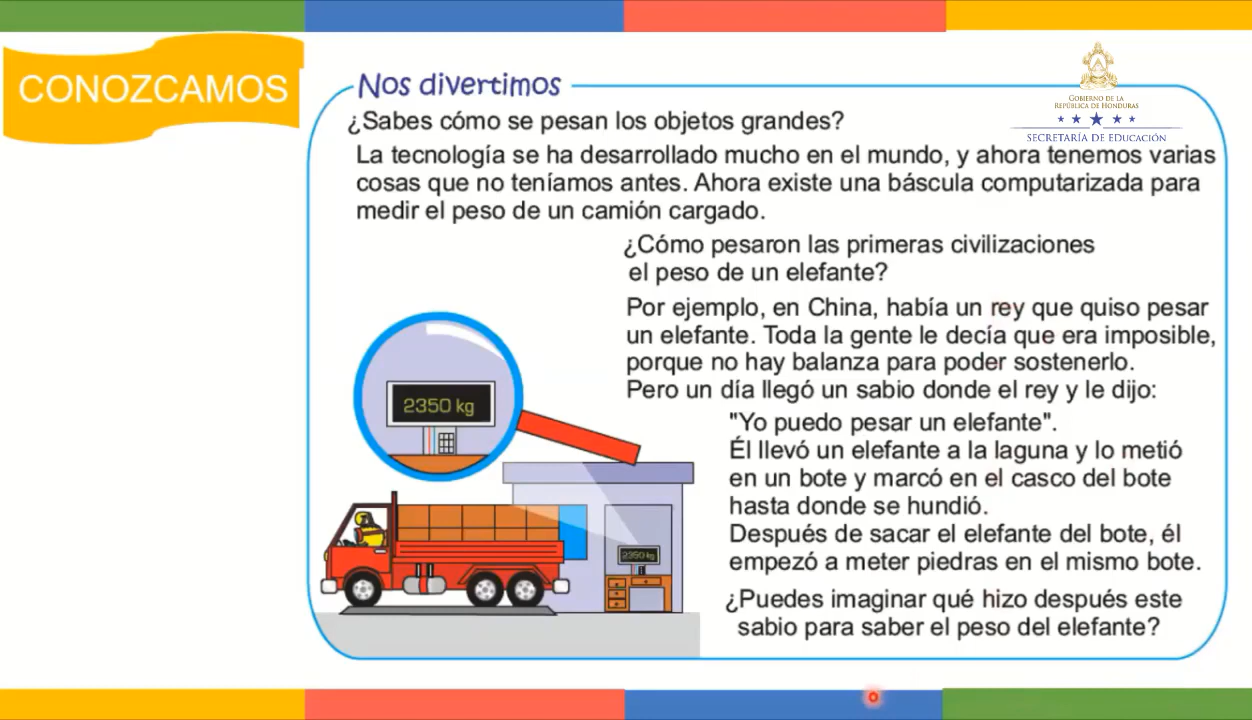 CONOZCAMOS
Nos divertimos
GOBIERNO DE LA
REPÚBLICA DE HONDURAS
SECRETARÍA DE EDUCACIÓN
¿Sabes cómo se pesan los objetos grandes?
La tecnología se ha desarrollado mucho en el mundo, y ahora tenemos varias
cosas que no teníamos antes. Ahora existe una báscula computarizada para
medir el peso de un camión cargado.
¿Cómo pesaron las primeras civilizaciones
el peso de un elefante?
Por ejemplo, en China, había un rey que quiso pesar
un elefante. Toda la gente le decía que era imposible,
porque no hay balanza para poder sostenerlo.
Pero un día llegó un sabio donde el rey y le dijo:
"Yo puedo pesar un elefante".
Él llevó un elefante a la laguna y lo metió
en un bote y marcó en el casco del bote
hasta donde se hundió.
Después de sacar el elefante del bote, él
empezó a meter piedras en el mismo bote.
¿Puedes imaginar qué hizo después este
sabio para saber el peso del elefante?
2350 kg
2350 kg